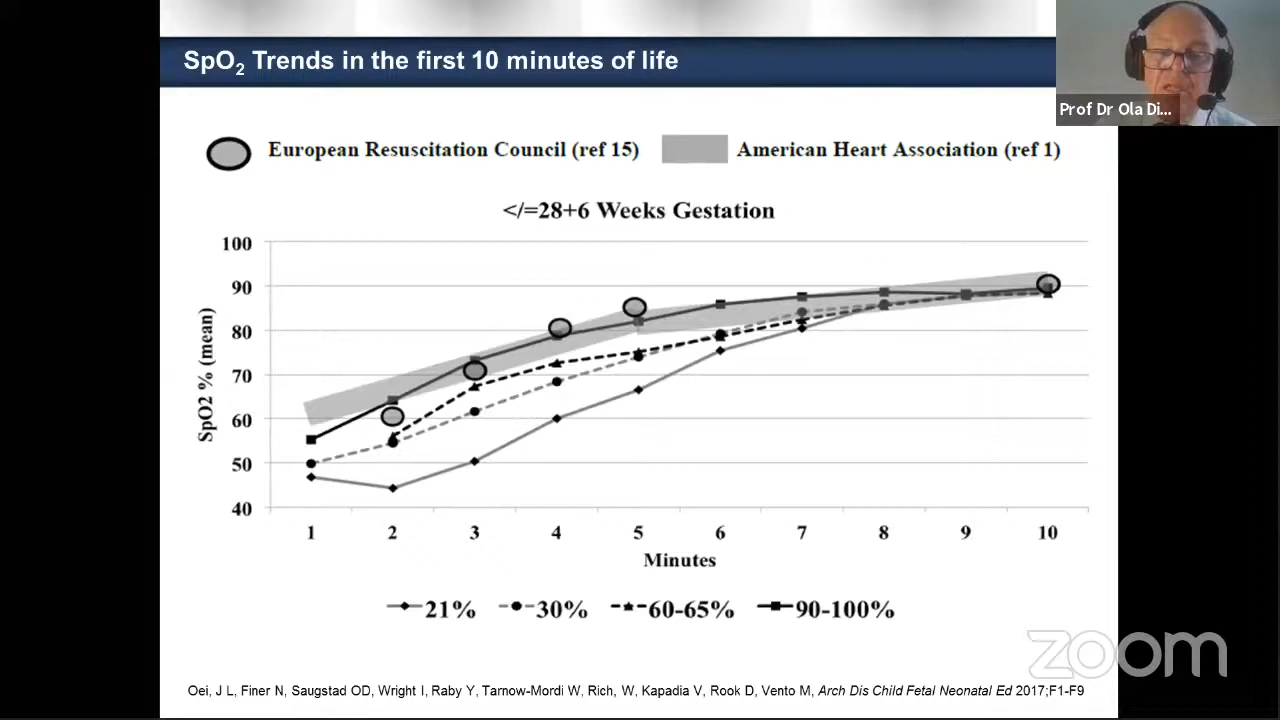 SpO2 Trends in the first 10 minutes of life
Prof Dr Ola Di...
European Resuscitation Council (ref 15)
American Heart Association (ref 1)
</=28+6 Weeks Gestation
SpO2 % (mean)
100
90
80
70
60
50
40
1 2 3 4 5 6 7 8 9 10
Minutes
21% 30% 60-65% 90-100%
zoom
Oei, J L, Finer N, Saugstad OD, Wright I, Raby Y, Tarnow-Mordi W, Rich, W, Kapadia V, Rook D, Vento M, Arch Dis Child Fetal Neonatal Ed 2017;F1-F9